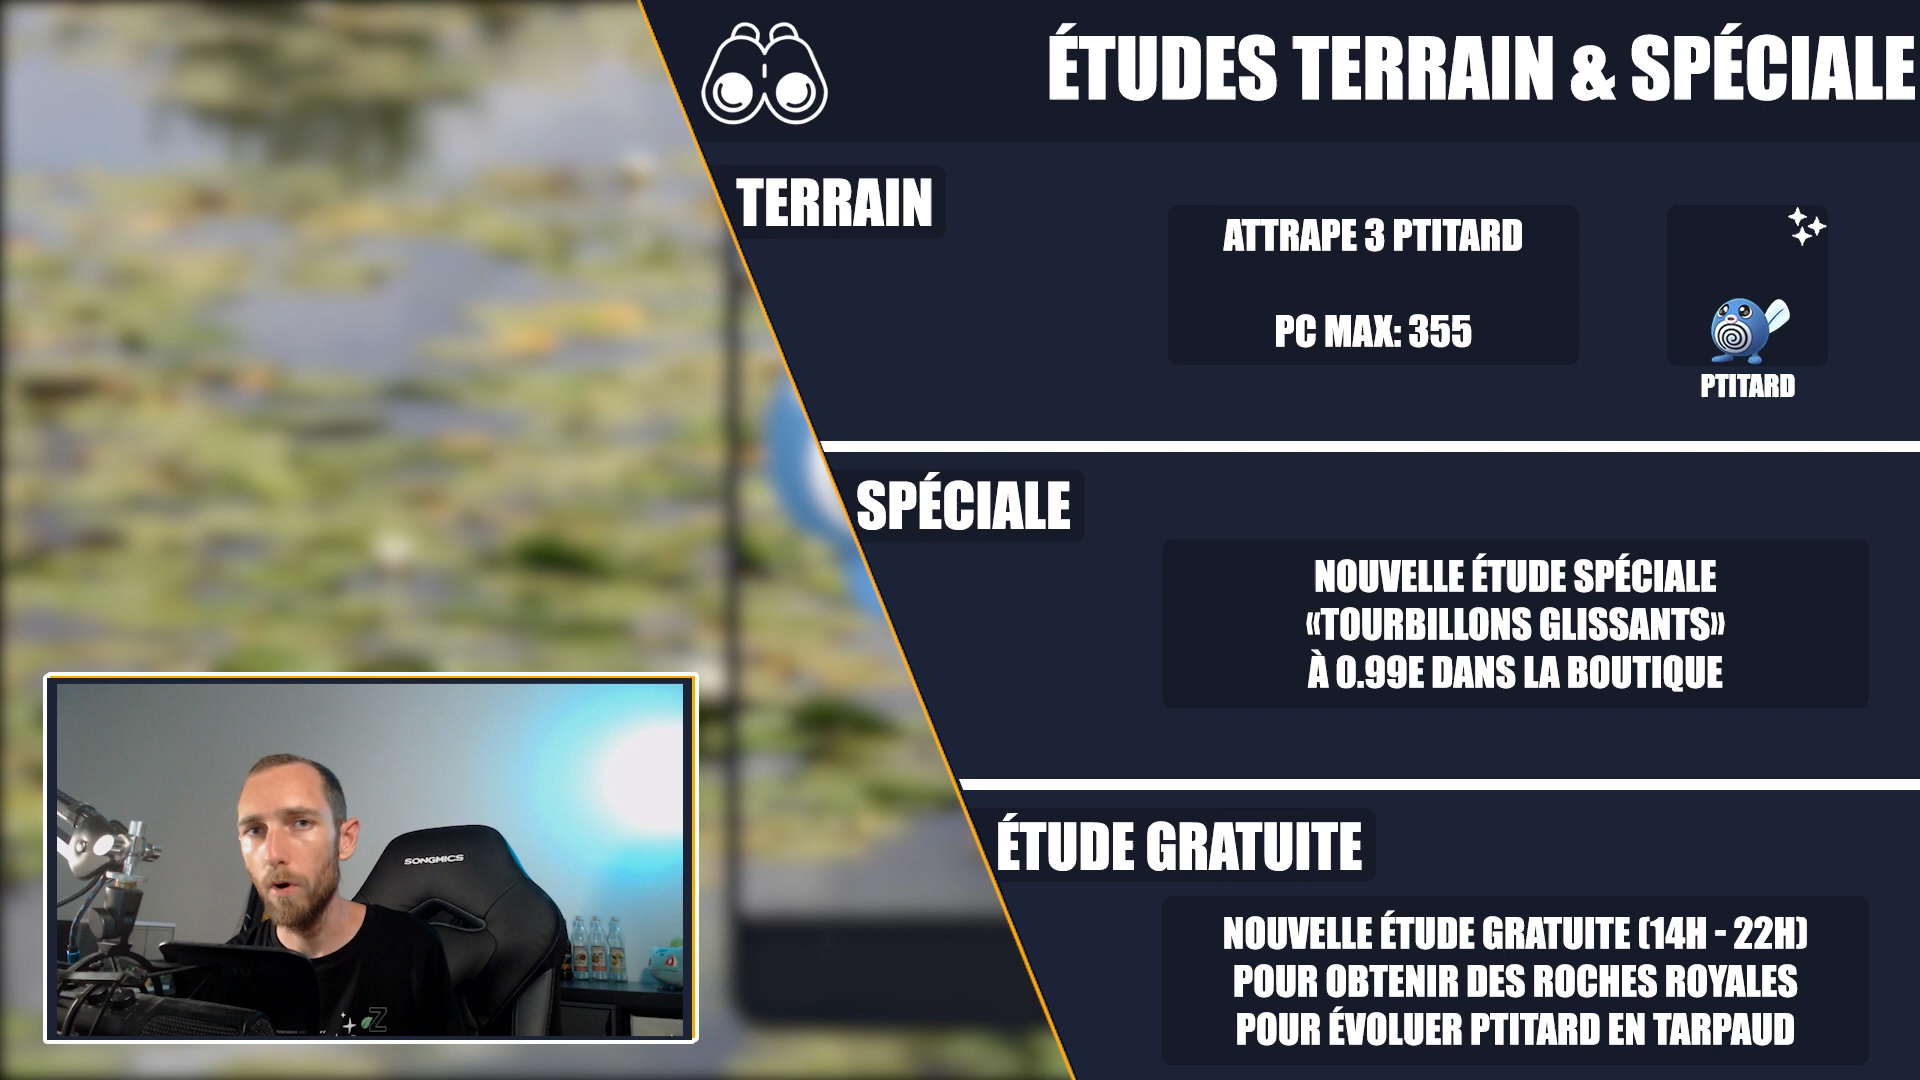 ÉTUDES TERRAIN & SPÉCIALE
TERRAIN
ATTRAPE 3 PTITARD
PC MAX: 355
PTITARD
SPÉCIALE
NOUVELLE ÉTUDE SPÉCIALE
«TOURBILLONS GLISSANTS»
À 0.99E DANS LA BOUTIQUE
ÉTUDE GRATUITE
NOUVELLE ÉTUDE GRATUITE (14H - 22H)
POUR OBTENIR DES ROCHES ROYALES
POUR ÉVOLUER PTITARD EN TARPAUD
SONGMICS
Z